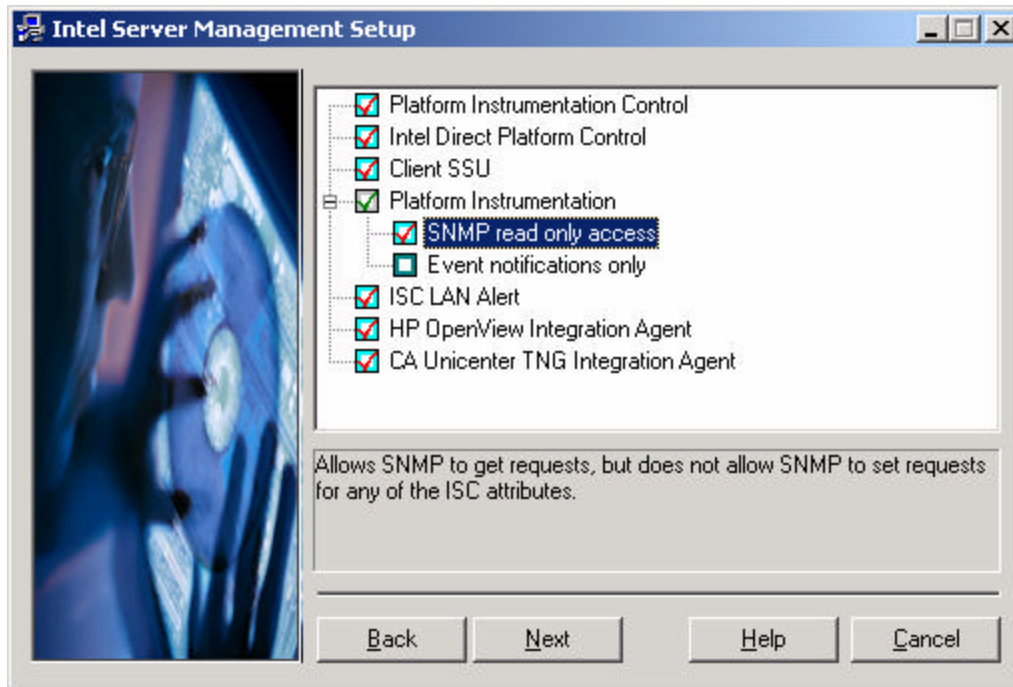 Intel Server Management Setup
Platform Instrumentation Control
Intel Direct Platform Control
Client SSU
Platform Instrumentation
SNMP read only access
Event notifications only
ISC LAN Alert
HP OpenView Integration Agent
CA Unicenter TNG Integration Agent
Allows SNMP to get requests, but does not allow SNMP to set requests
for any of the ISC attributes.
Back
Next
Help
Cancel